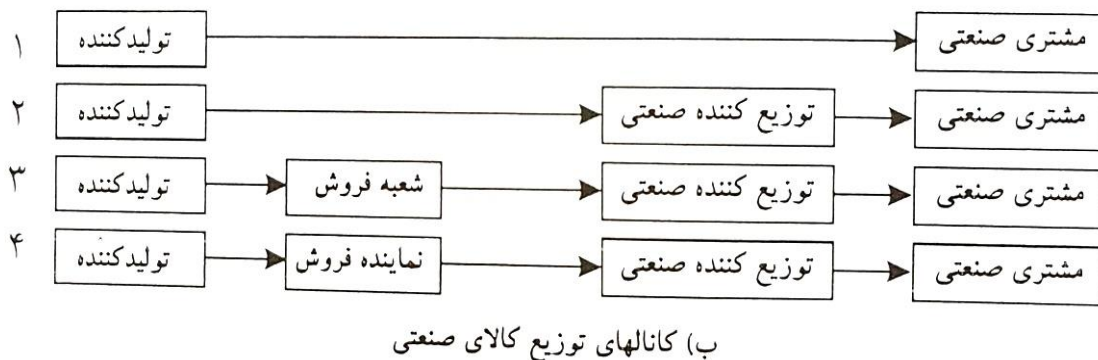 ۱ تولیدکننده مشتری صنعتی
۲ تولیدکننده توزیع کننده صنعتی مشتری صنعتی
۳ تولیدکننده شعبه فروش توزیع کننده صنعتی مشتری صنعتی
۴ تولیدکننده نماینده فروش توزیع کننده صنعتی مشتری صنعتی
ب) کانالهای توزیع کالای صنعتی